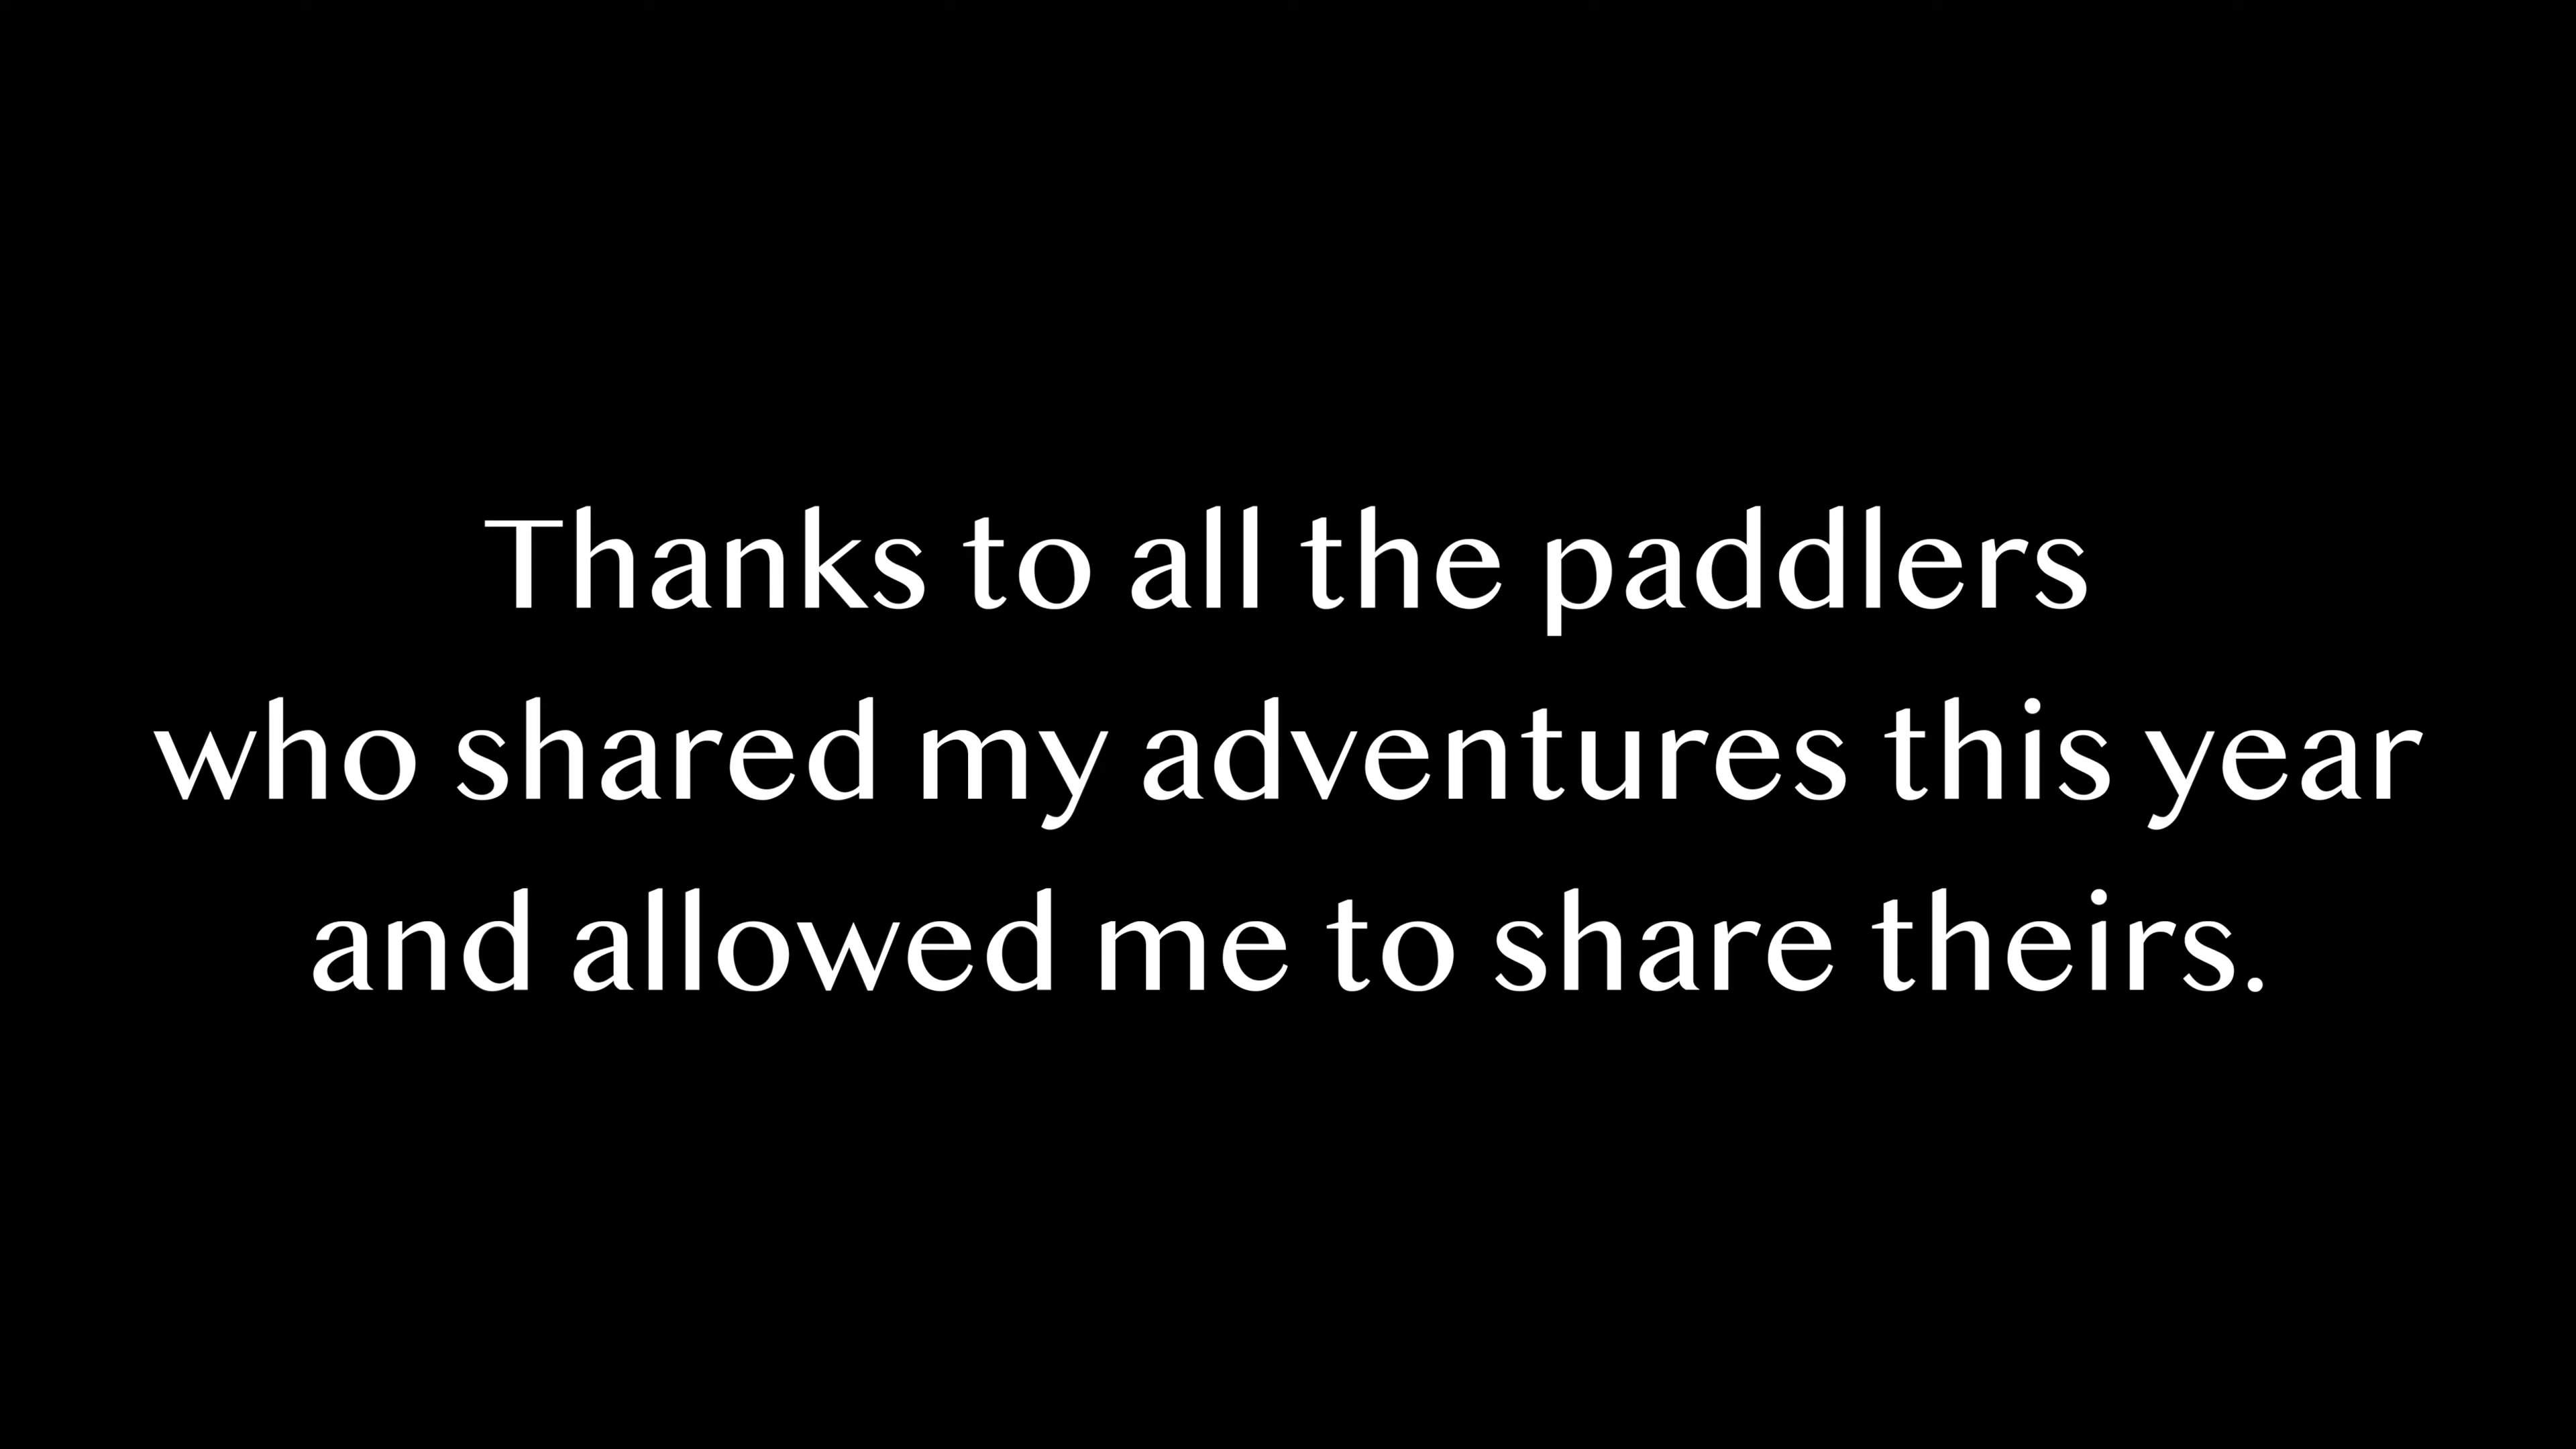 Thanks to all the paddlers
who shared my adventures this year
and allowed me to share theirs.